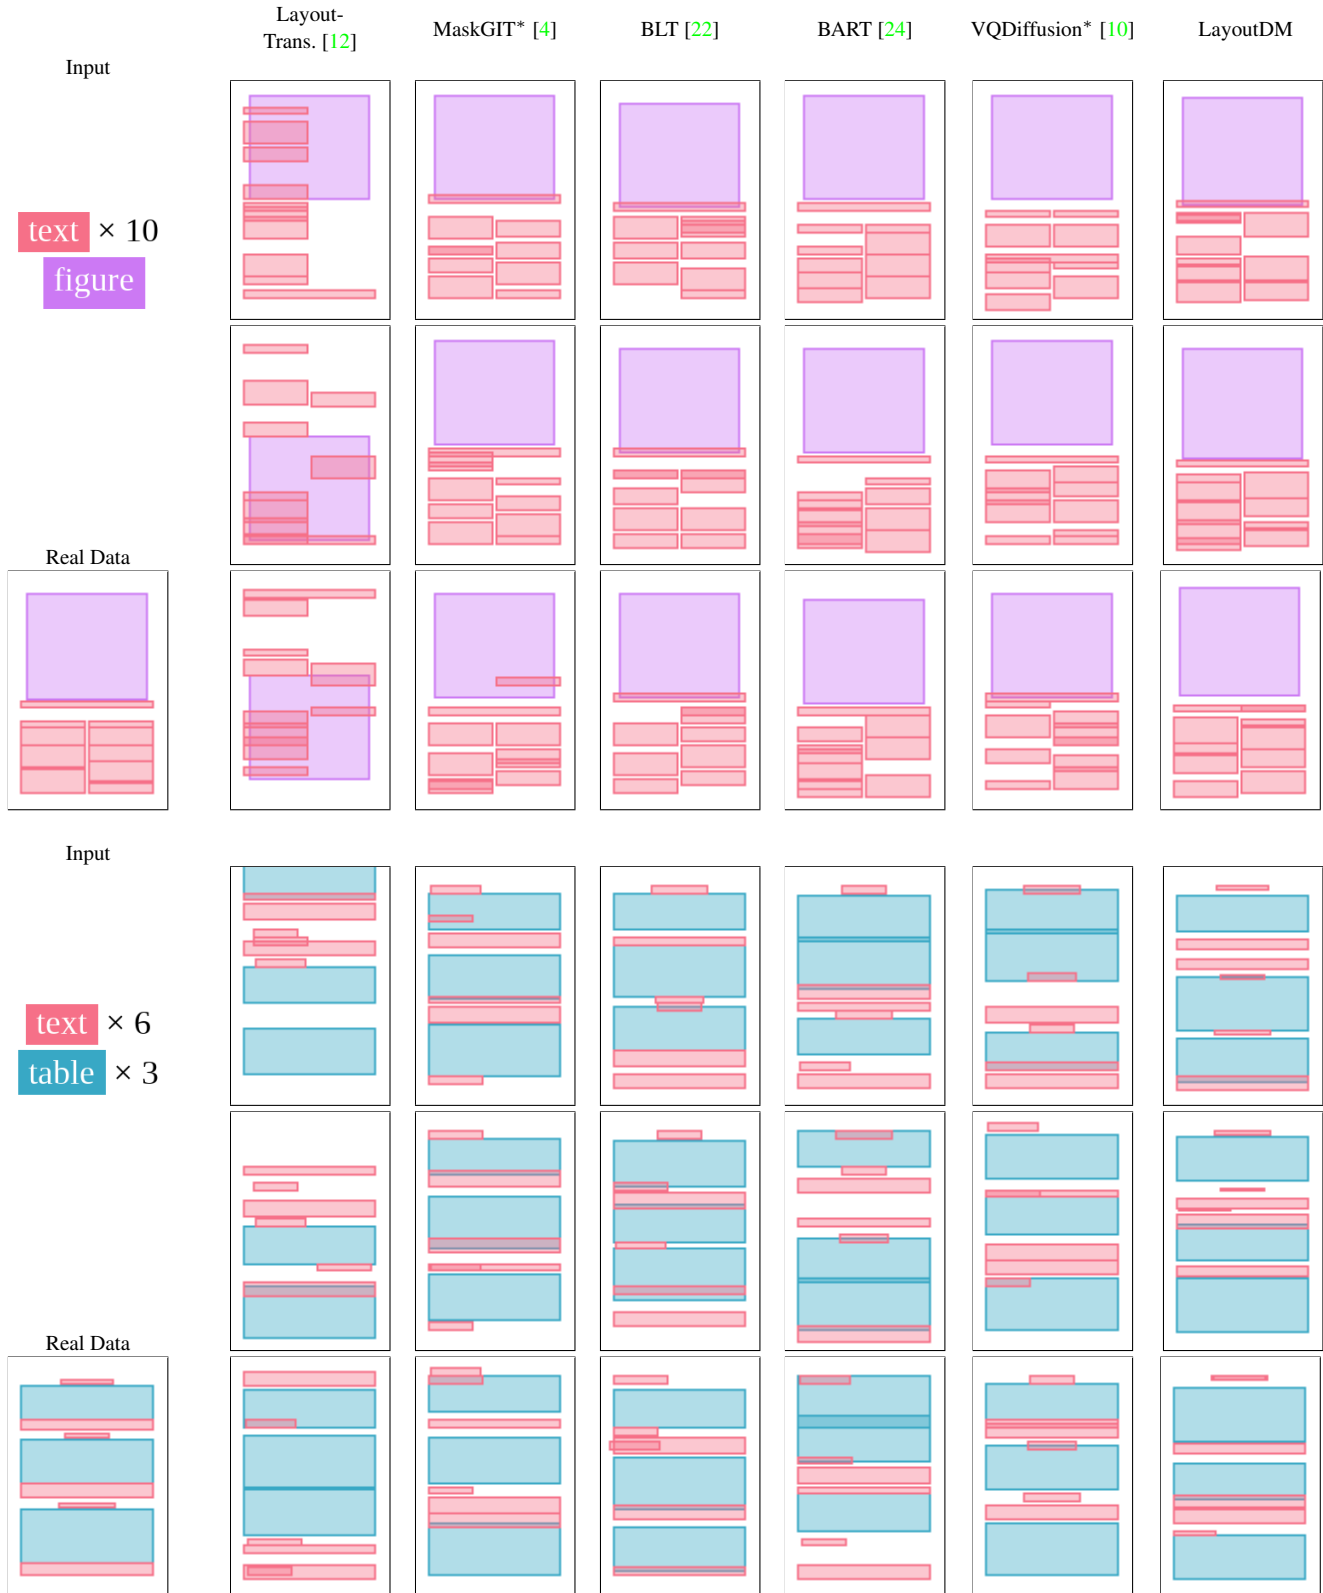 Layout-
Trans. [12]
MaskGIT* [4]
BLT [22]
BART [24]
VQDiffusion* [10]
LayoutDM
Input
text × 10
figure
Real Data
Input
text × 6
table × 3
Real Data